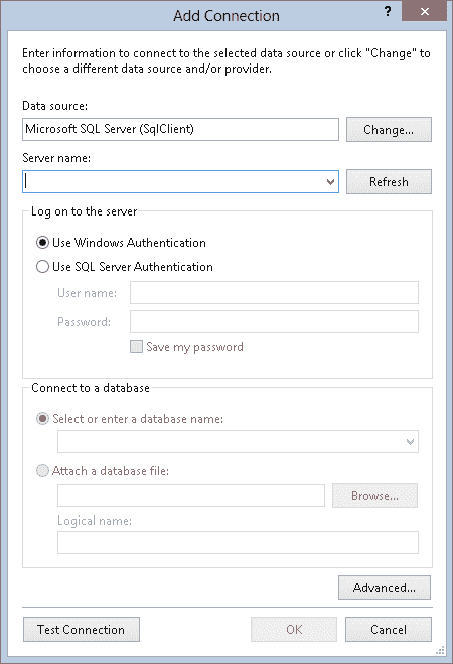 Add Connection
?
Enter information to connect to the selected data source or click "Change" to
choose a different data source and/or provider.
Data source:
Microsoft SQL Server (SqlClient)
Change...
Server name:
Refresh
Log on to the server
Use Windows Authentication
Use SQL Server Authentication
User name:
Password:
Save my password
Connect to a database
Select or enter a database name:
Attach a database file:
Browse...
Logical name:
Advanced...
Test Connection
OK
Cancel